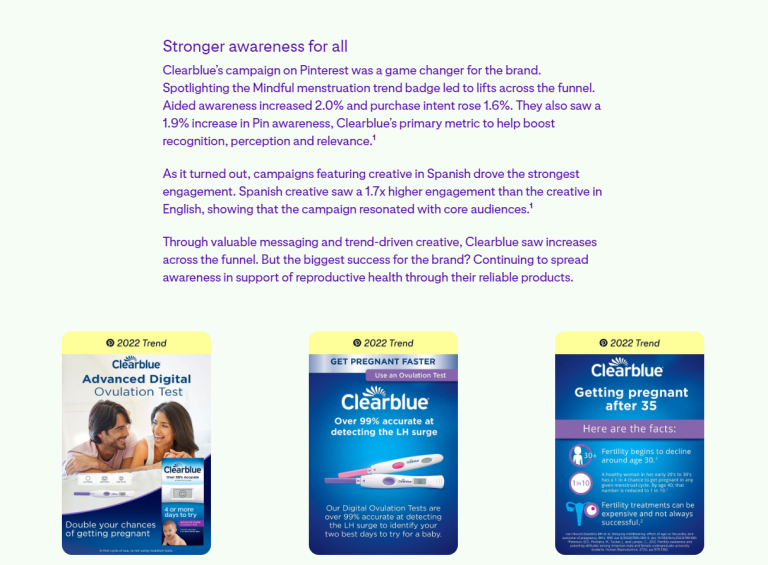 Stronger awareness for all
Clearblue’s campaign on Pinterest was a game changer for the brand.
Spotlighting the Mindful menstruation trend badge led to lifts across the funnel.
Aided awareness increased 2.0% and purchase intent rose 1.6%. They also saw a
1.9% increase in Pin awareness, Clearblue’s primary metric to help boost
recognition, perception and relevance.¹
As it turned out, campaigns featuring creative in Spanish drove the strongest
engagement. Spanish creative saw a 1.7x higher engagement than the creative in
English, showing that the campaign resonated with core audiences.¹
Through valuable messaging and trend-driven creative, Clearblue saw increases
across the funnel. But the biggest success for the brand? Continuing to spread
awareness in support of reproductive health through their reliable products.
2022 Trend
Clearblue
Advanced Digital
Ovulation Test
Clearblue
Over 99% Accurate
4 or more
days to try
Double your chances
of getting pregnant
2022 Trend
GET PREGNANT FASTER
Use an Ovulation Test
Clearblue
Over 99% accurate at
detecting the LH surge
Our Digital Ovulation Tests are
over 99% accurate at detecting
the LH surge to identify your
two best days to try for a baby.
2022 Trend
Clearblue
Getting pregnant
after 35
Here are the facts:
30+
Fertility begins to decline
around age 30.¹
1in10
A healthy woman in her early 20's to 30's
has a 1 in 4 chance to get pregnant in any
given menstrual cycle. By age 40, that
number is reduced to 1 in 10.
Fertility treatments can be
expensive and not always
successful.²